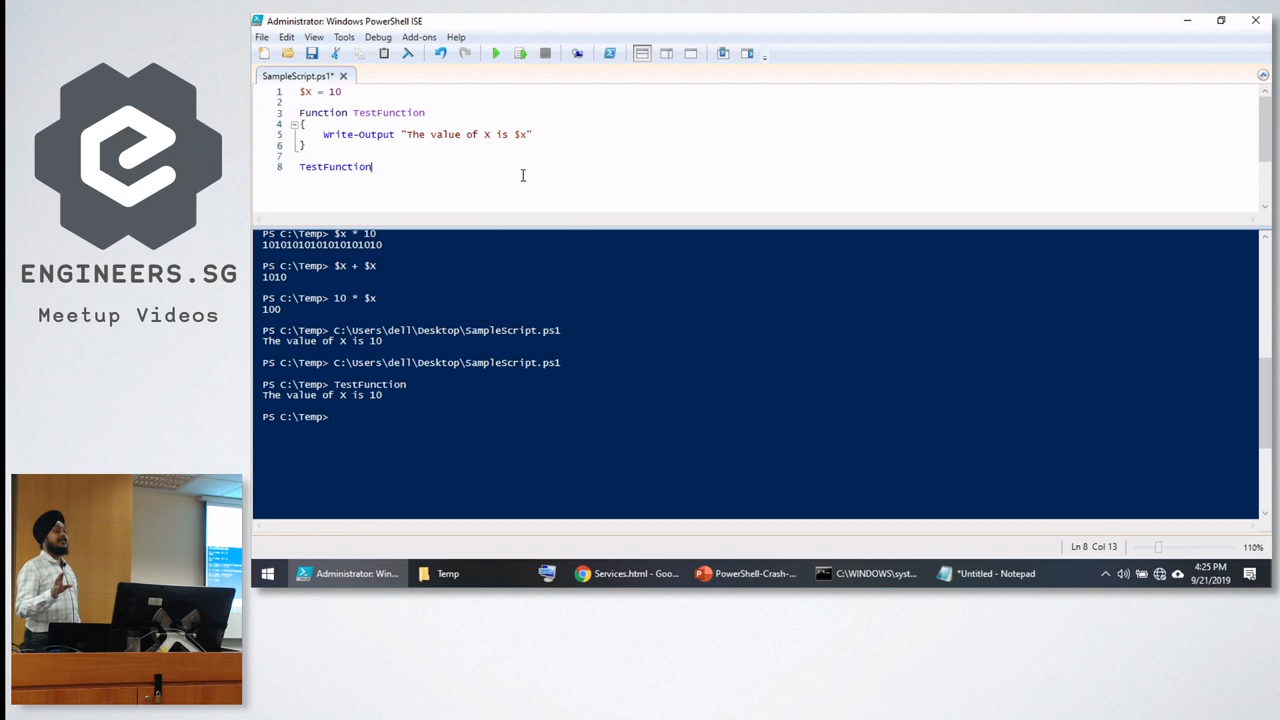 ENGINEERS.SG
Meetup Videos
Administrator: Windows PowerShell ISE
File Edit View Tools Debug Add-ons Help
SampleScript.ps1*
1 $X = 10
2
3 Function TestFunction
4 {
5 Write-Output "The value of X is $x"
6 }
7
8 TestFunction
PS C:\Temp> $x * 10
10101010101010101010
PS C:\Temp> $X + $X
1010
PS C:\Temp> 10 * $x
100
PS C:\Temp> C:\Users\dell\Desktop\SampleScript.ps1
The value of X is 10
PS C:\Temp> C:\Users\dell\Desktop\SampleScript.ps1
PS C:\Temp> TestFunction
The value of X is 10
PS C:\Temp>
Ln 8 Col 13 110%
Administrator: Win... Temp Services.html - Goo... PowerShell-Crash-... C:\WINDOWS\syst... *Untitled - Notepad
4:25 PM
9/21/2019